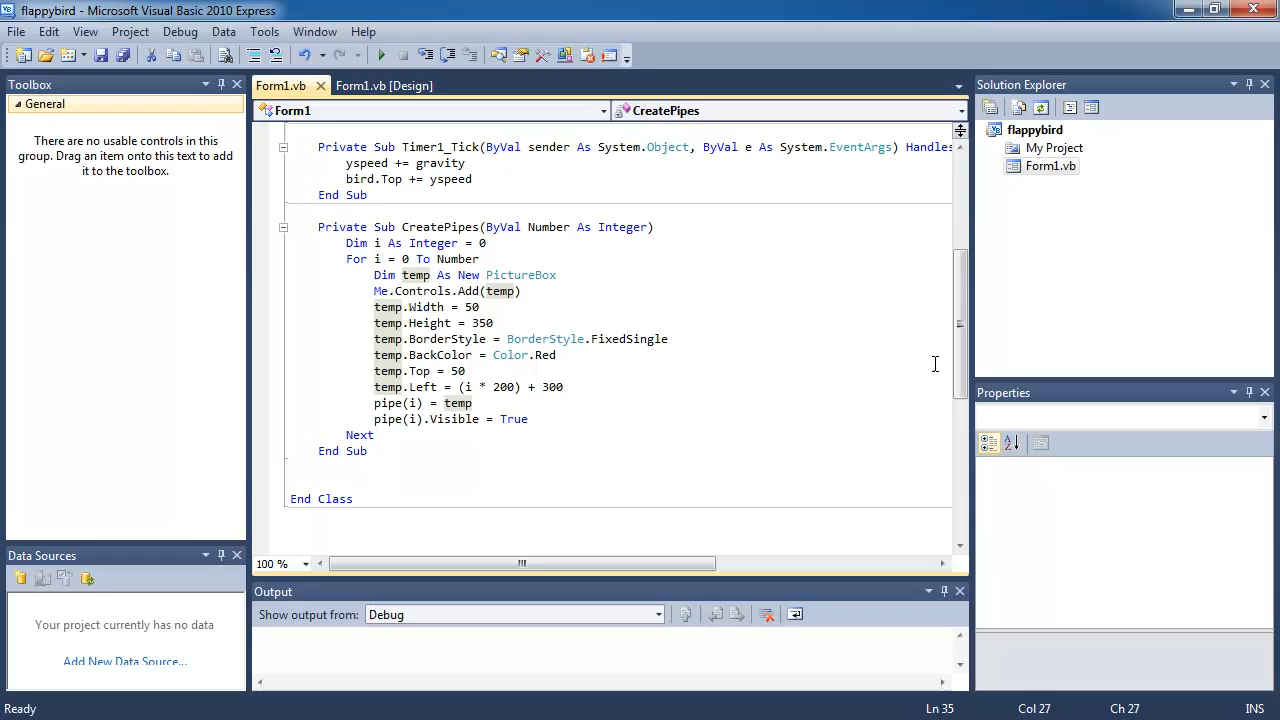 flappybird - Microsoft Visual Basic 2010 Express
File Edit View Project Debug Data Tools Window Help
Toolbox
General
There are no usable controls in this
group. Drag an item onto this text to add
it to the toolbox.
Data Sources
Your project currently has no data
Add New Data Source...
Form1.vb Form1.vb [Design]
Form1 CreatePipes
Private Sub Timer1_Tick(ByVal sender As System.Object, ByVal e As System.EventArgs) Handles
yspeed += gravity
bird.Top += yspeed
End Sub
Private Sub CreatePipes(ByVal Number As Integer)
Dim i As Integer = 0
For i = 0 To Number
Dim temp As New PictureBox
Me.Controls.Add(temp)
temp.Width = 50
temp.Height = 350
temp.BorderStyle = BorderStyle.FixedSingle
temp.BackColor = Color.Red
temp.Top = 50
temp.Left = (i * 200) + 300
pipe(i) = temp
pipe(i).Visible = True
Next
End Sub
End Class
100 %
Output
Show output from: Debug
Solution Explorer
flappybird
My Project
Form1.vb
Properties
Ready Ln 35 Col 27 Ch 27 INS